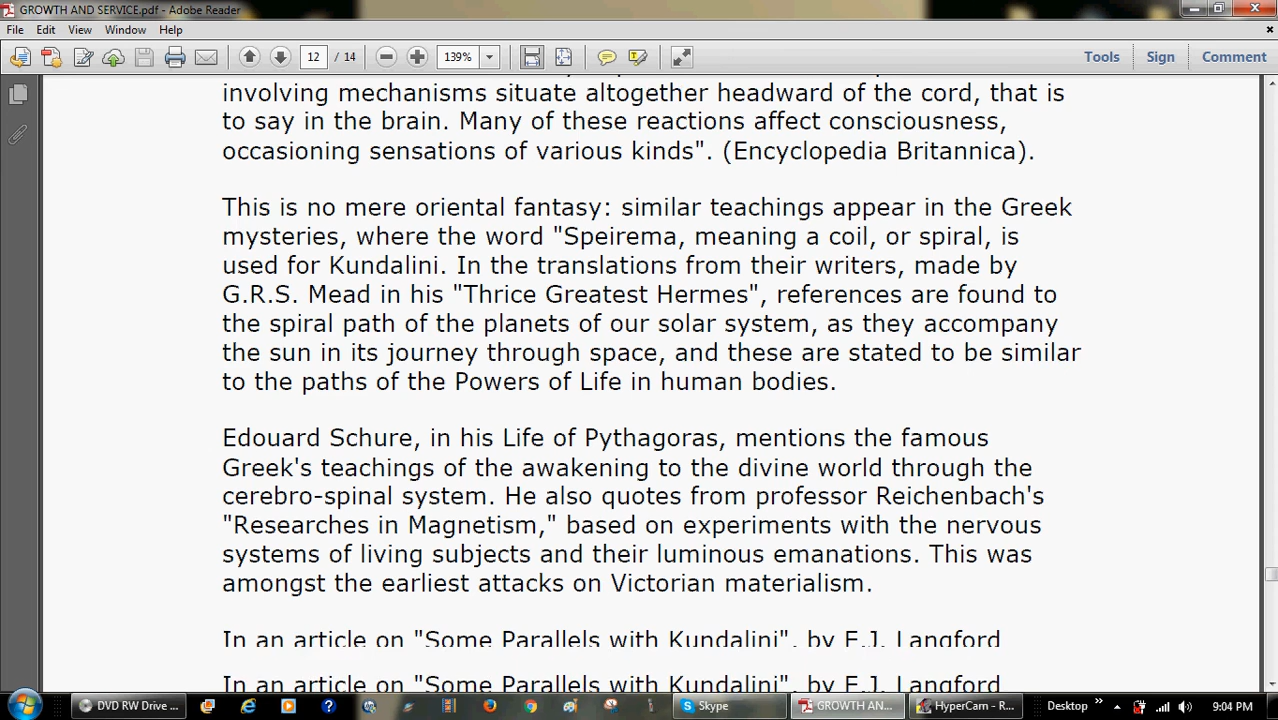 GROWTH AND SERVICE.pdf - Adobe Reader
File Edit View Window Help
12 / 14 139% Tools Sign Comment
involving mechanisms situate altogether headward of the cord, that is
to say in the brain. Many of these reactions affect consciousness,
occasioning sensations of various kinds". (Encyclopedia Britannica).
This is no mere oriental fantasy: similar teachings appear in the Greek
mysteries, where the word "Speirema, meaning a coil, or spiral, is
used for Kundalini. In the translations from their writers, made by
G.R.S. Mead in his "Thrice Greatest Hermes", references are found to
the spiral path of the planets of our solar system, as they accompany
the sun in its journey through space, and these are stated to be similar
to the paths of the Powers of Life in human bodies.
Edouard Schure, in his Life of Pythagoras, mentions the famous
Greek's teachings of the awakening to the divine world through the
cerebro-spinal system. He also quotes from professor Reichenbach's
"Researches in Magnetism," based on experiments with the nervous
systems of living subjects and their luminous emanations. This was
amongst the earliest attacks on Victorian materialism.
In an article on "Some Parallels with Kundalini", by E.J. Langford
In an article on "Some Parallels with Kundalini", by E.J. Langford
DVD RW Drive ... Skype GROWTH AN... HyperCam - R... Desktop 9:04 PM